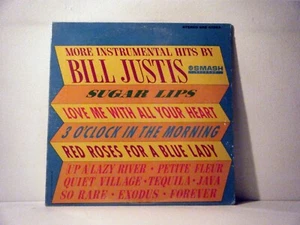 MORE INSTRUMENTAL HITS BY
BILL JUSTIS
SMASH
SUGAR LIPS
LOVE ME WITH ALL YOUR HEART
3 O'CLOCK IN THE MORNING
RED ROSES FOR A BLUE LADY
UP A LAZY RIVER • PETITE FLEUR
QUIET VILLAGE • TEQUILA • JAVA
SO RARE • EXODUS • FOREVER